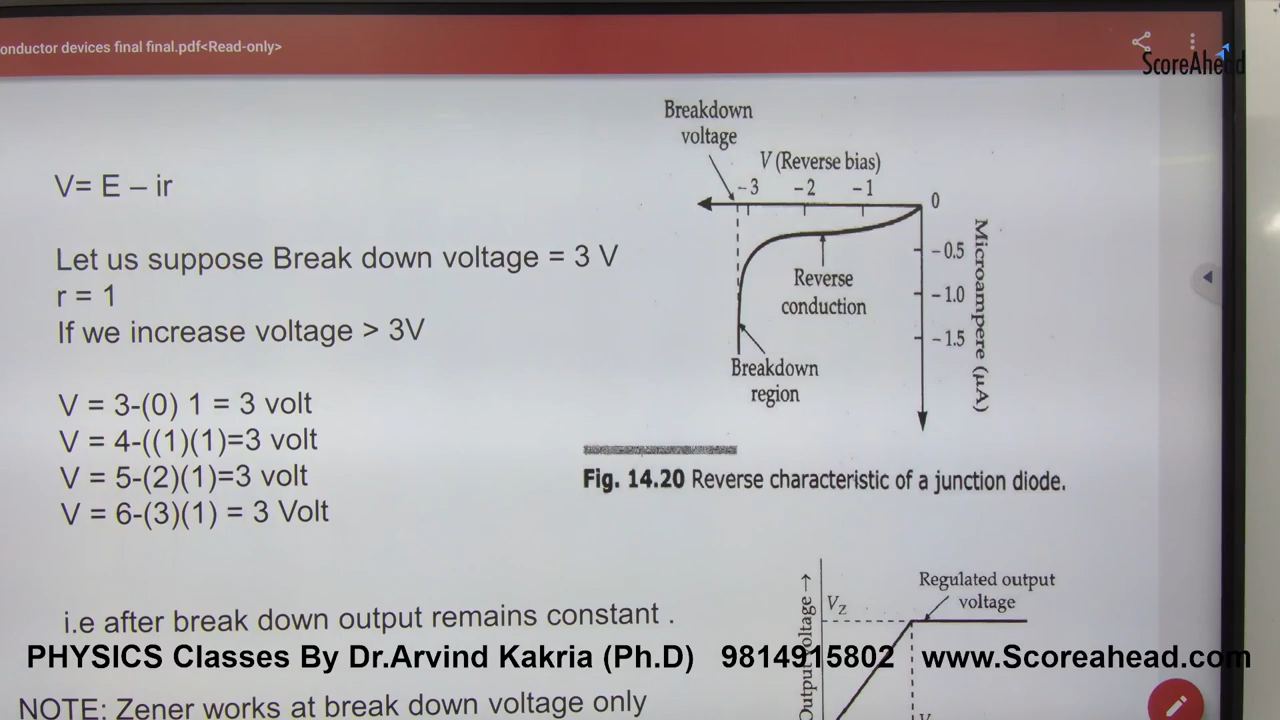 onductor devices final final.pdf<Read-only>
ScoreAhead
V= E – ir
Let us suppose Break down voltage = 3 V
r = 1
If we increase voltage > 3V
V = 3-(0) 1 = 3 volt
V = 4-((1)(1)=3 volt
V = 5-(2)(1)=3 volt
V = 6-(3)(1) = 3 Volt
i.e after break down output remains constant .
Breakdown
voltage
V (Reverse bias)
–3 –2 –1 0
–0.5
–1.0
–1.5
Microampere (μA)
Reverse
conduction
Breakdown
region
Fig. 14.20 Reverse characteristic of a junction diode.
Regulated output
voltage
VZ
Output voltage →
PHYSICS Classes By Dr.Arvind Kakria (Ph.D) 9814915802 www.Scoreahead.com
NOTE: Zener works at break down voltage only